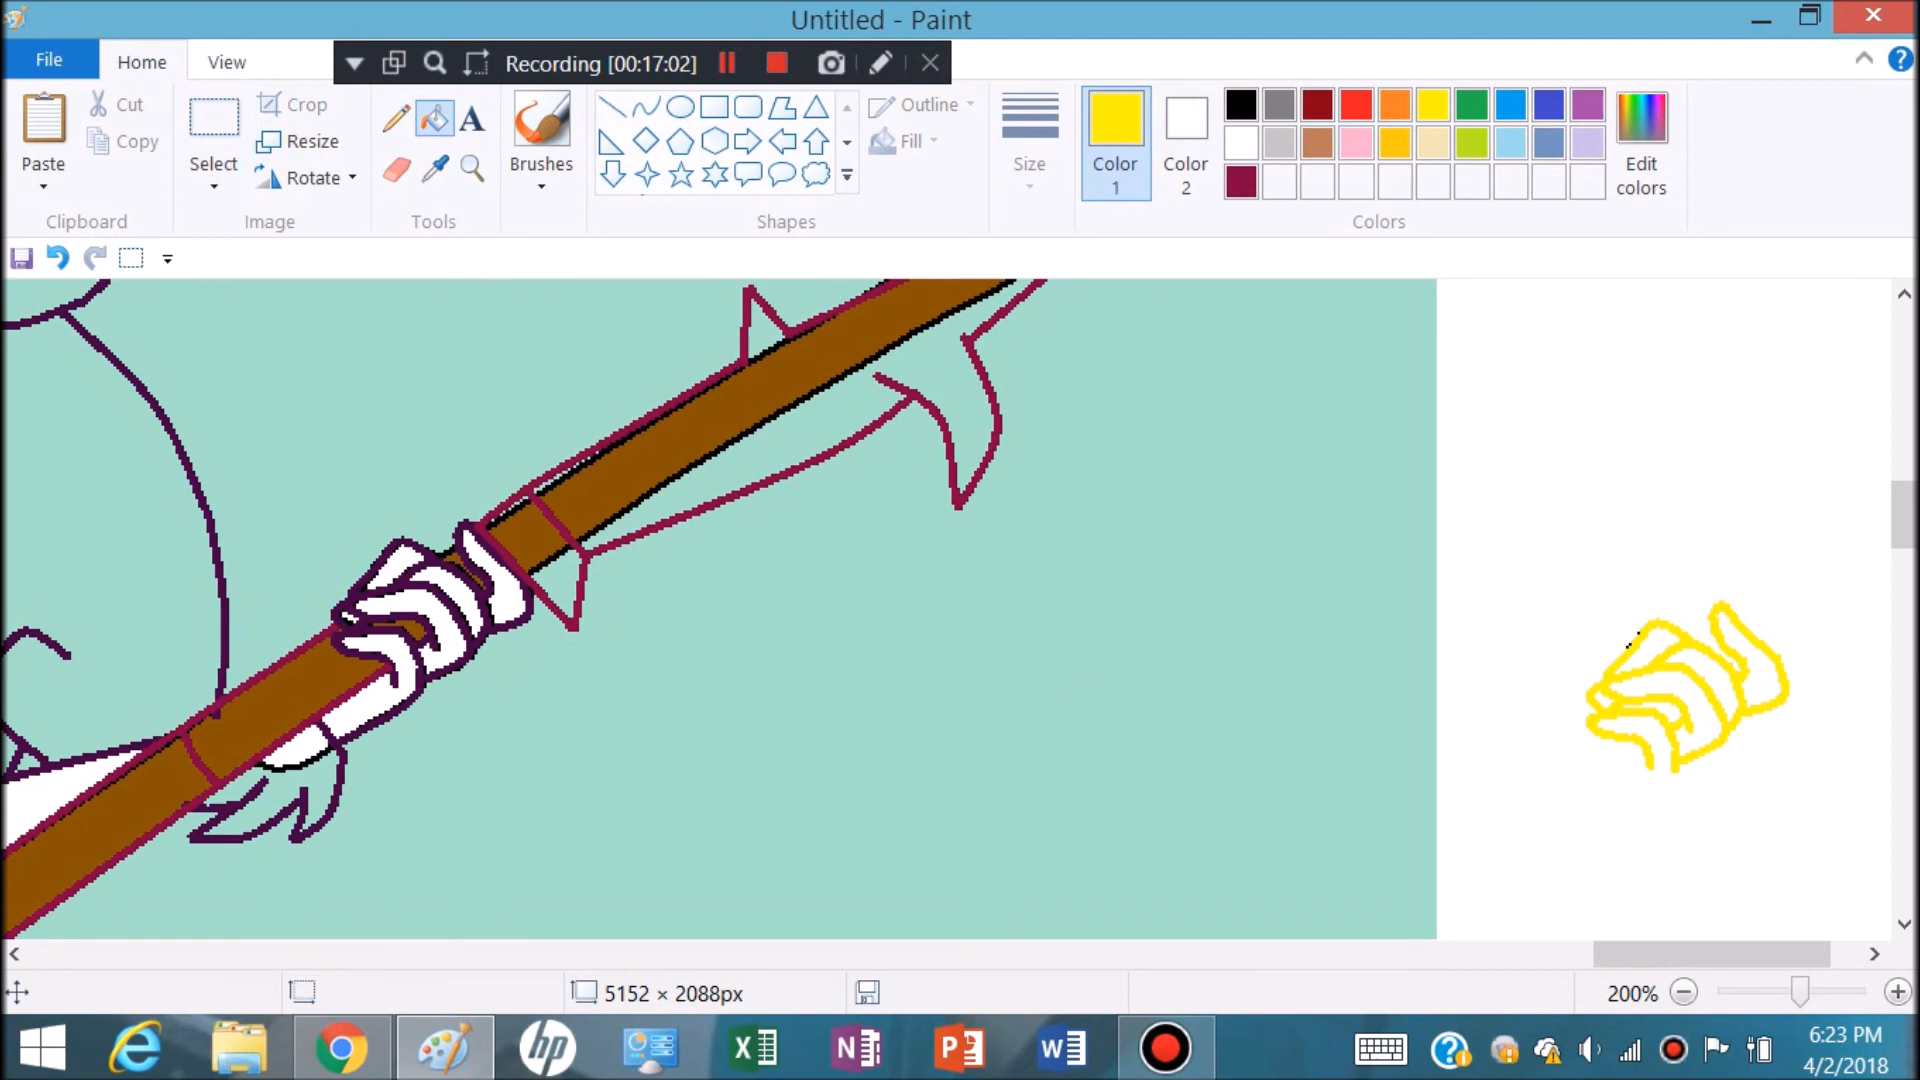 Untitled - Paint
File Home View Recording [00:17:02]
Cut
Copy
Paste
Clipboard
Select
Crop
Resize
Rotate
Image
A
Tools
Brushes
Shapes
Outline
Fill
Size
Color 1
Color 2
Edit colors
Colors
5152 × 2088px
200%
hp
X
N
P
W
6:23 PM
4/2/2018